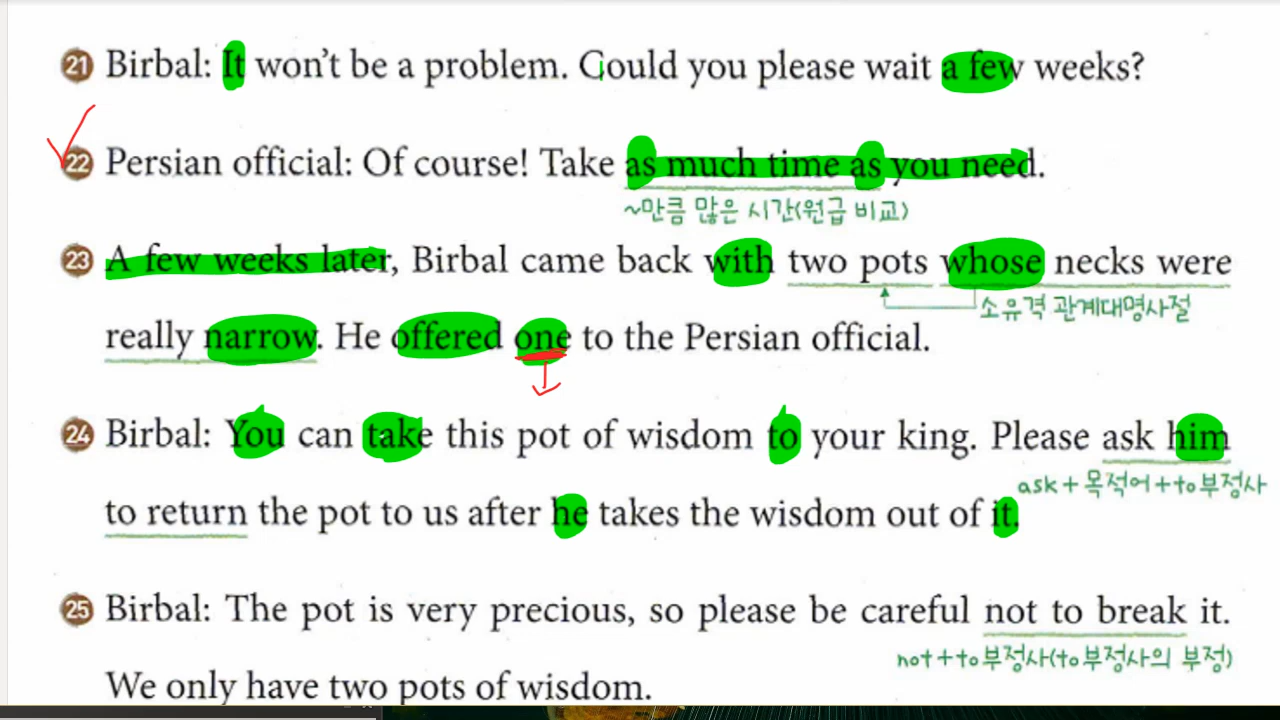 21 Birbal: It won't be a problem. Could you please wait a few weeks?
22 Persian official: Of course! Take as much time as you need.
~만큼 많은 시간(원급 비교)
23 A few weeks later, Birbal came back with two pots whose necks were
소유격 관계대명사절
really narrow. He offered one to the Persian official.
24 Birbal: You can take this pot of wisdom to your king. Please ask him
ask+목적어+to부정사
to return the pot to us after he takes the wisdom out of it.
25 Birbal: The pot is very precious, so please be careful not to break it.
not+to부정사(to부정사의 부정)
We only have two pots of wisdom.